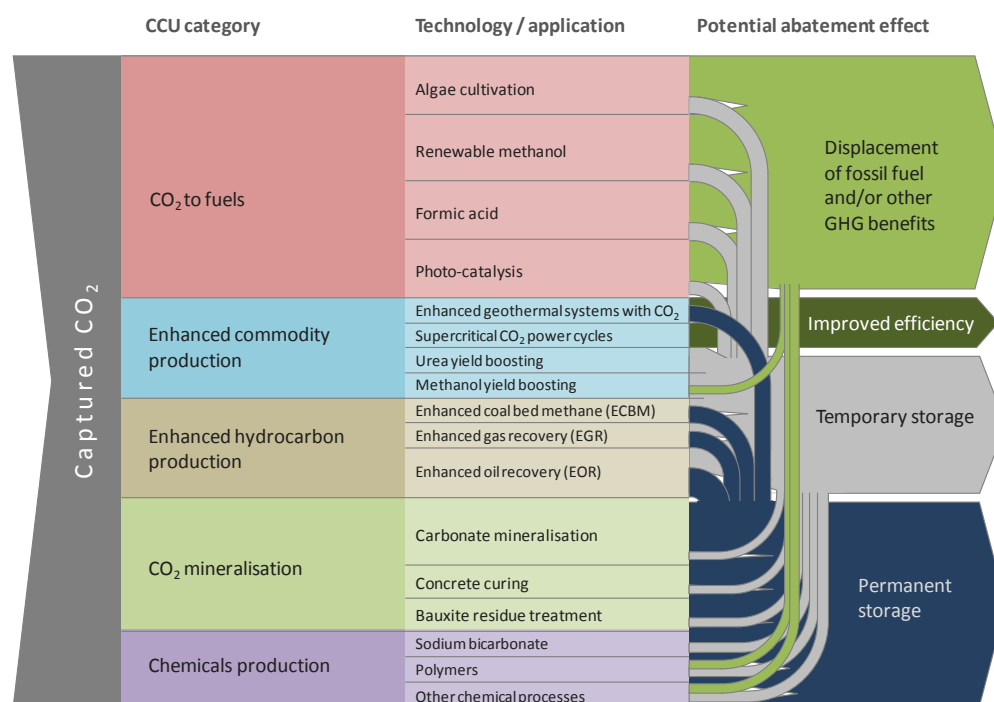 CCU category
Technology / application
Potential abatement effect
Captured CO2
CO2 to fuels
Algae cultivation
Renewable methanol
Formic acid
Photo-catalysis
Displacement
of fossil fuel
and/or other
GHG benefits
Enhanced commodity
production
Enhanced geothermal systems with CO2
Supercritical CO2 power cycles
Urea yield boosting
Methanol yield boosting
Improved efficiency
Enhanced hydrocarbon
production
Enhanced coal bed methane (ECBM)
Enhanced gas recovery (EGR)
Enhanced oil recovery (EOR)
Temporary storage
CO2 mineralisation
Carbonate mineralisation
Concrete curing
Bauxite residue treatment
Permanent
storage
Chemicals production
Sodium bicarbonate
Polymers
Other chemical processes